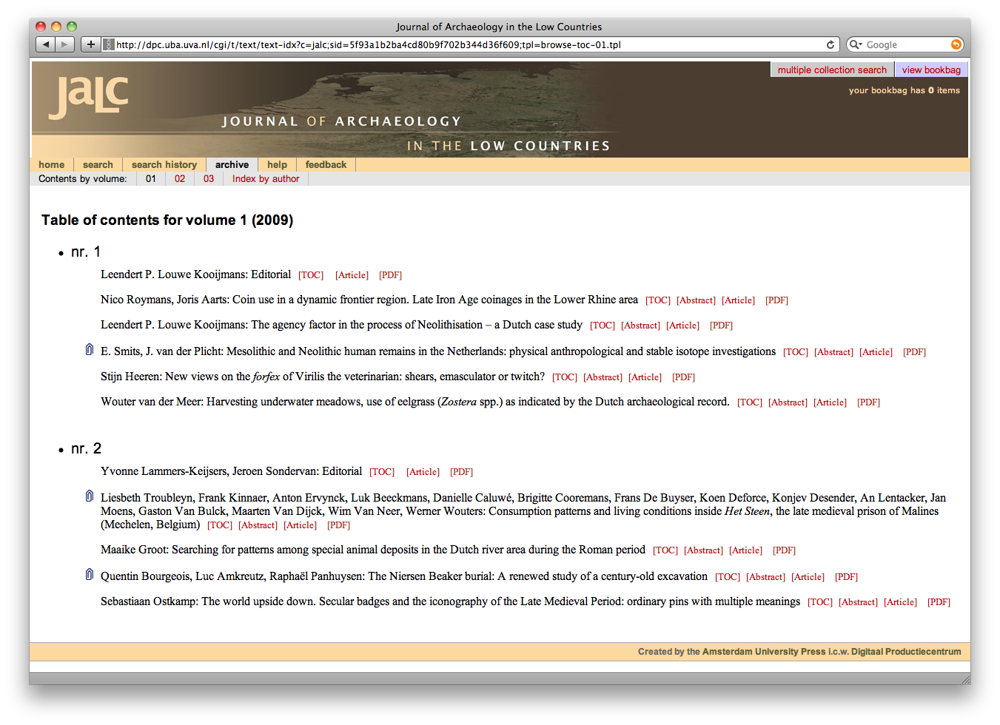 Journal of Archaeology in the Low Countries
http://dpc.uba.uva.nl/cgi/t/text/text-idx?c=jalc;sid=5f93a1b2ba4cd80b9f702b344d36f609;tpl=browse-toc-01.tpl
Google
jalc
multiple collection search
view bookbag
your bookbag has 0 items
JOURNAL OF ARCHAEOLOGY
IN THE LOW COUNTRIES
home search search history archive help feedback
Contents by volume: 01 02 03 Index by author
Table of contents for volume 1 (2009)
• nr. 1
Leendert P. Louwe Kooijmans: Editorial [TOC] [Article] [PDF]
Nico Roymans, Joris Aarts: Coin use in a dynamic frontier region. Late Iron Age coinages in the Lower Rhine area [TOC] [Abstract] [Article] [PDF]
Leendert P. Louwe Kooijmans: The agency factor in the process of Neolithisation – a Dutch case study [TOC] [Abstract] [Article] [PDF]
E. Smits, J. van der Plicht: Mesolithic and Neolithic human remains in the Netherlands: physical anthropological and stable isotope investigations [TOC] [Abstract] [Article] [PDF]
Stijn Heeren: New views on the forfex of Virilis the veterinarian: shears, emasculator or twitch? [TOC] [Abstract] [Article] [PDF]
Wouter van der Meer: Harvesting underwater meadows, use of eelgrass (Zostera spp.) as indicated by the Dutch archaeological record. [TOC] [Abstract] [Article] [PDF]
• nr. 2
Yvonne Lammers-Keijsers, Jeroen Sondervan: Editorial [TOC] [Article] [PDF]
Liesbeth Troubleyn, Frank Kinnaer, Anton Ervynck, Luk Beeckmans, Danielle Caluwé, Brigitte Cooremans, Frans De Buyser, Koen Deforce, Konjev Desender, An Lentacker, Jan
Moens, Gaston Van Bulck, Maarten Van Dijck, Wim Van Neer, Werner Wouters: Consumption patterns and living conditions inside Het Steen, the late medieval prison of Malines
(Mechelen, Belgium) [TOC] [Abstract] [Article] [PDF]
Maaike Groot: Searching for patterns among special animal deposits in the Dutch river area during the Roman period [TOC] [Abstract] [Article] [PDF]
Quentin Bourgeois, Luc Amkreutz, Raphaël Panhuysen: The Niersen Beaker burial: A renewed study of a century-old excavation [TOC] [Abstract] [Article] [PDF]
Sebastiaan Ostkamp: The world upside down. Secular badges and the iconography of the Late Medieval Period: ordinary pins with multiple meanings [TOC] [Abstract] [Article] [PDF]
Created by the Amsterdam University Press i.c.w. Digitaal Productiecentrum